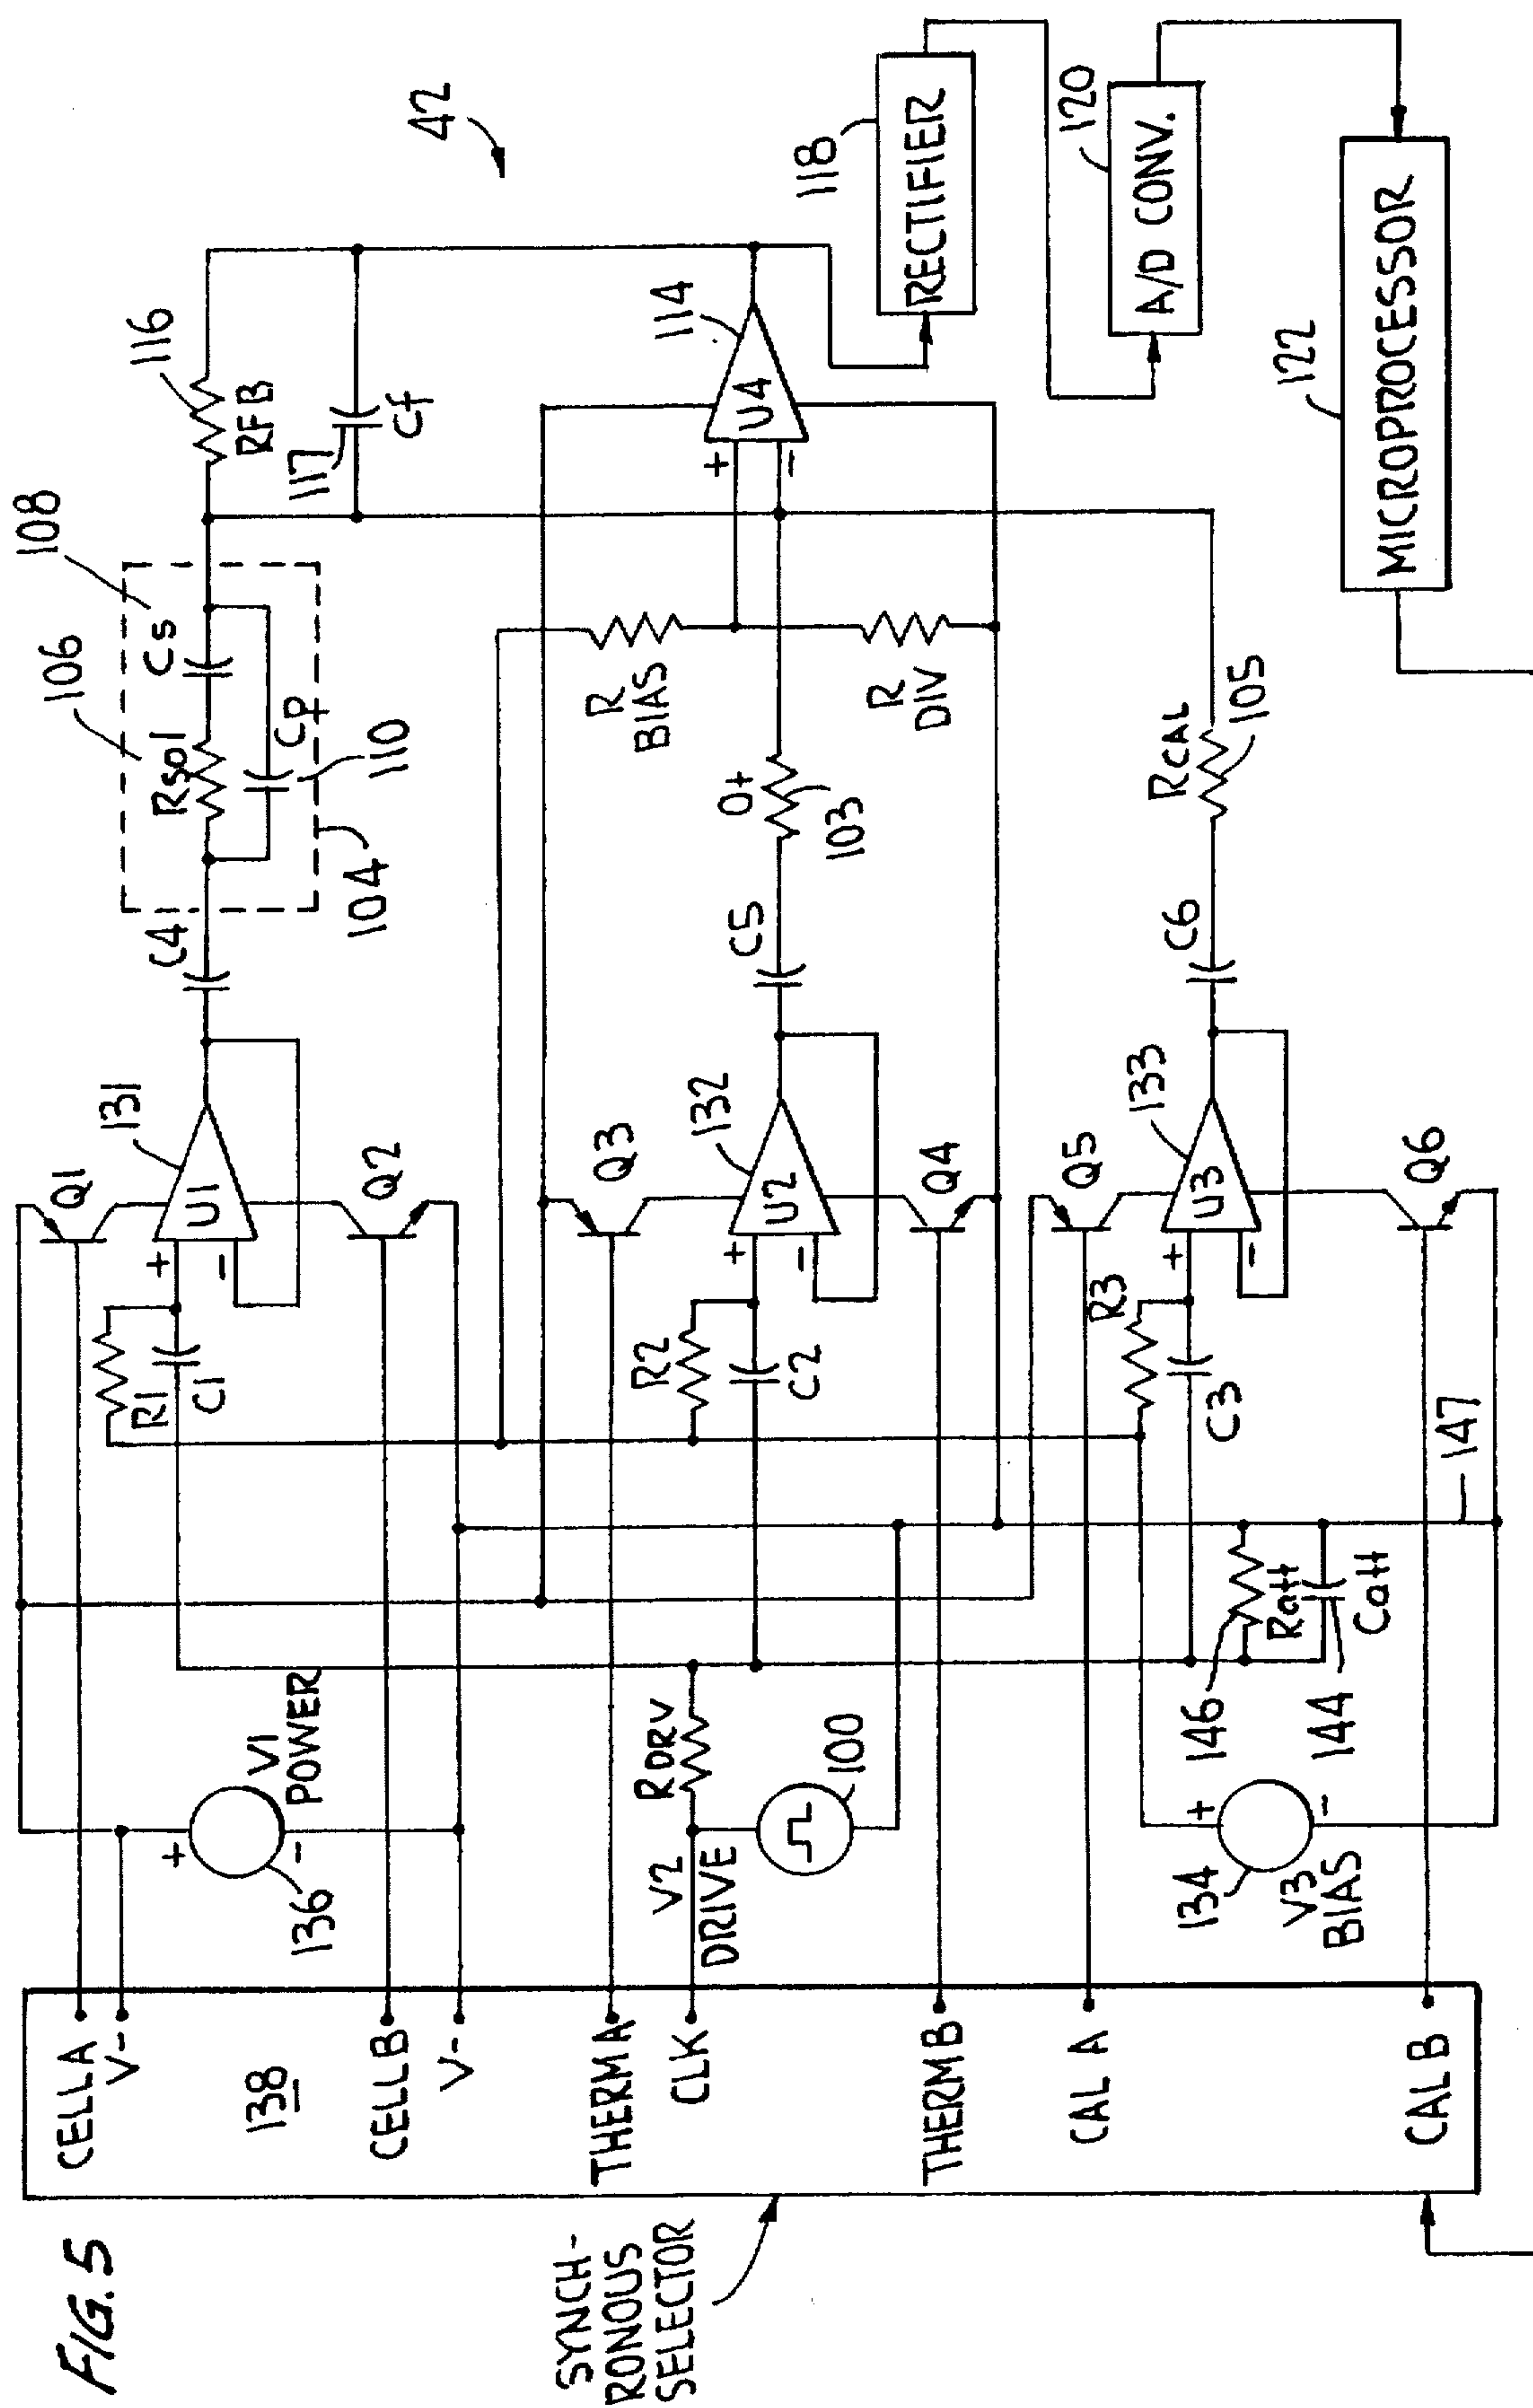 FIG. 5
42
SYNCH-
RONOUS
SELECTOR
138
CELL A
V-
CELL B
V-
THERM A
CLK
THERM B
CAL A
CAL B
V1
POWER
+
-
136
V2
DRIVE
RDRV
100
134
V3
BIAS
+
-
146
Ratt
144
Catt
147
R1
C1
Q1
131
U1
+
-
Q2
R2
C2
Q3
132
U2
+
-
Q4
R3
C3
Q5
133
U3
+
-
Q6
C4
104
106
108
Rsol
Cs
Cp
110
C5
0+
103
C6
RCAL
105
R
BIAS
R
DIV
116
RFB
117
Cf
114
U4
+
-
118
RECTIFIER
120
A/D CONV.
122
MICROPROCESSOR